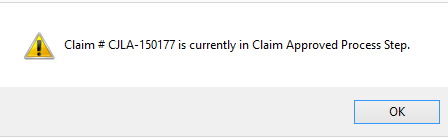 Claim # CJLA-150177 is currently in Claim Approved Process Step.
OK